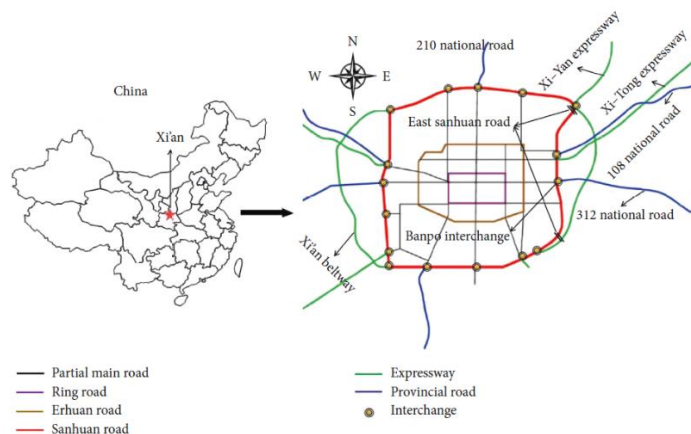 China
Xi'an
N
W
E
S
210 national road
Xi-Yan expressway
Xi-Tong expressway
108 national road
East sanhuan road
312 national road
Banpo interchange
Xi'an beltway
Partial main road
Ring road
Erhuan road
Sanhuan road
Expressway
Provincial road
Interchange